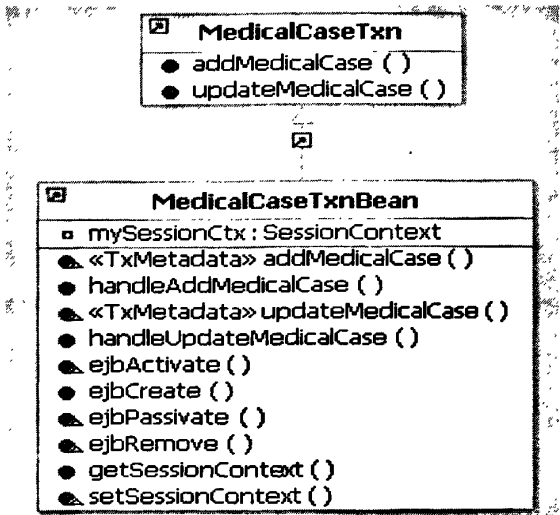 MedicalCaseTxn
addMedicalCase ( )
updateMedicalCase ( )
MedicalCaseTxnBean
mySessionCtx : SessionContext
«TxMetadata» addMedicalCase ( )
handleAddMedicalCase ( )
«TxMetadata» updateMedicalCase ( )
handleUpdateMedicalCase ( )
ejbActivate ( )
ejbCreate ( )
ejbPassivate ( )
ejbRemove ( )
getSessionContext ( )
setSessionContext ( )